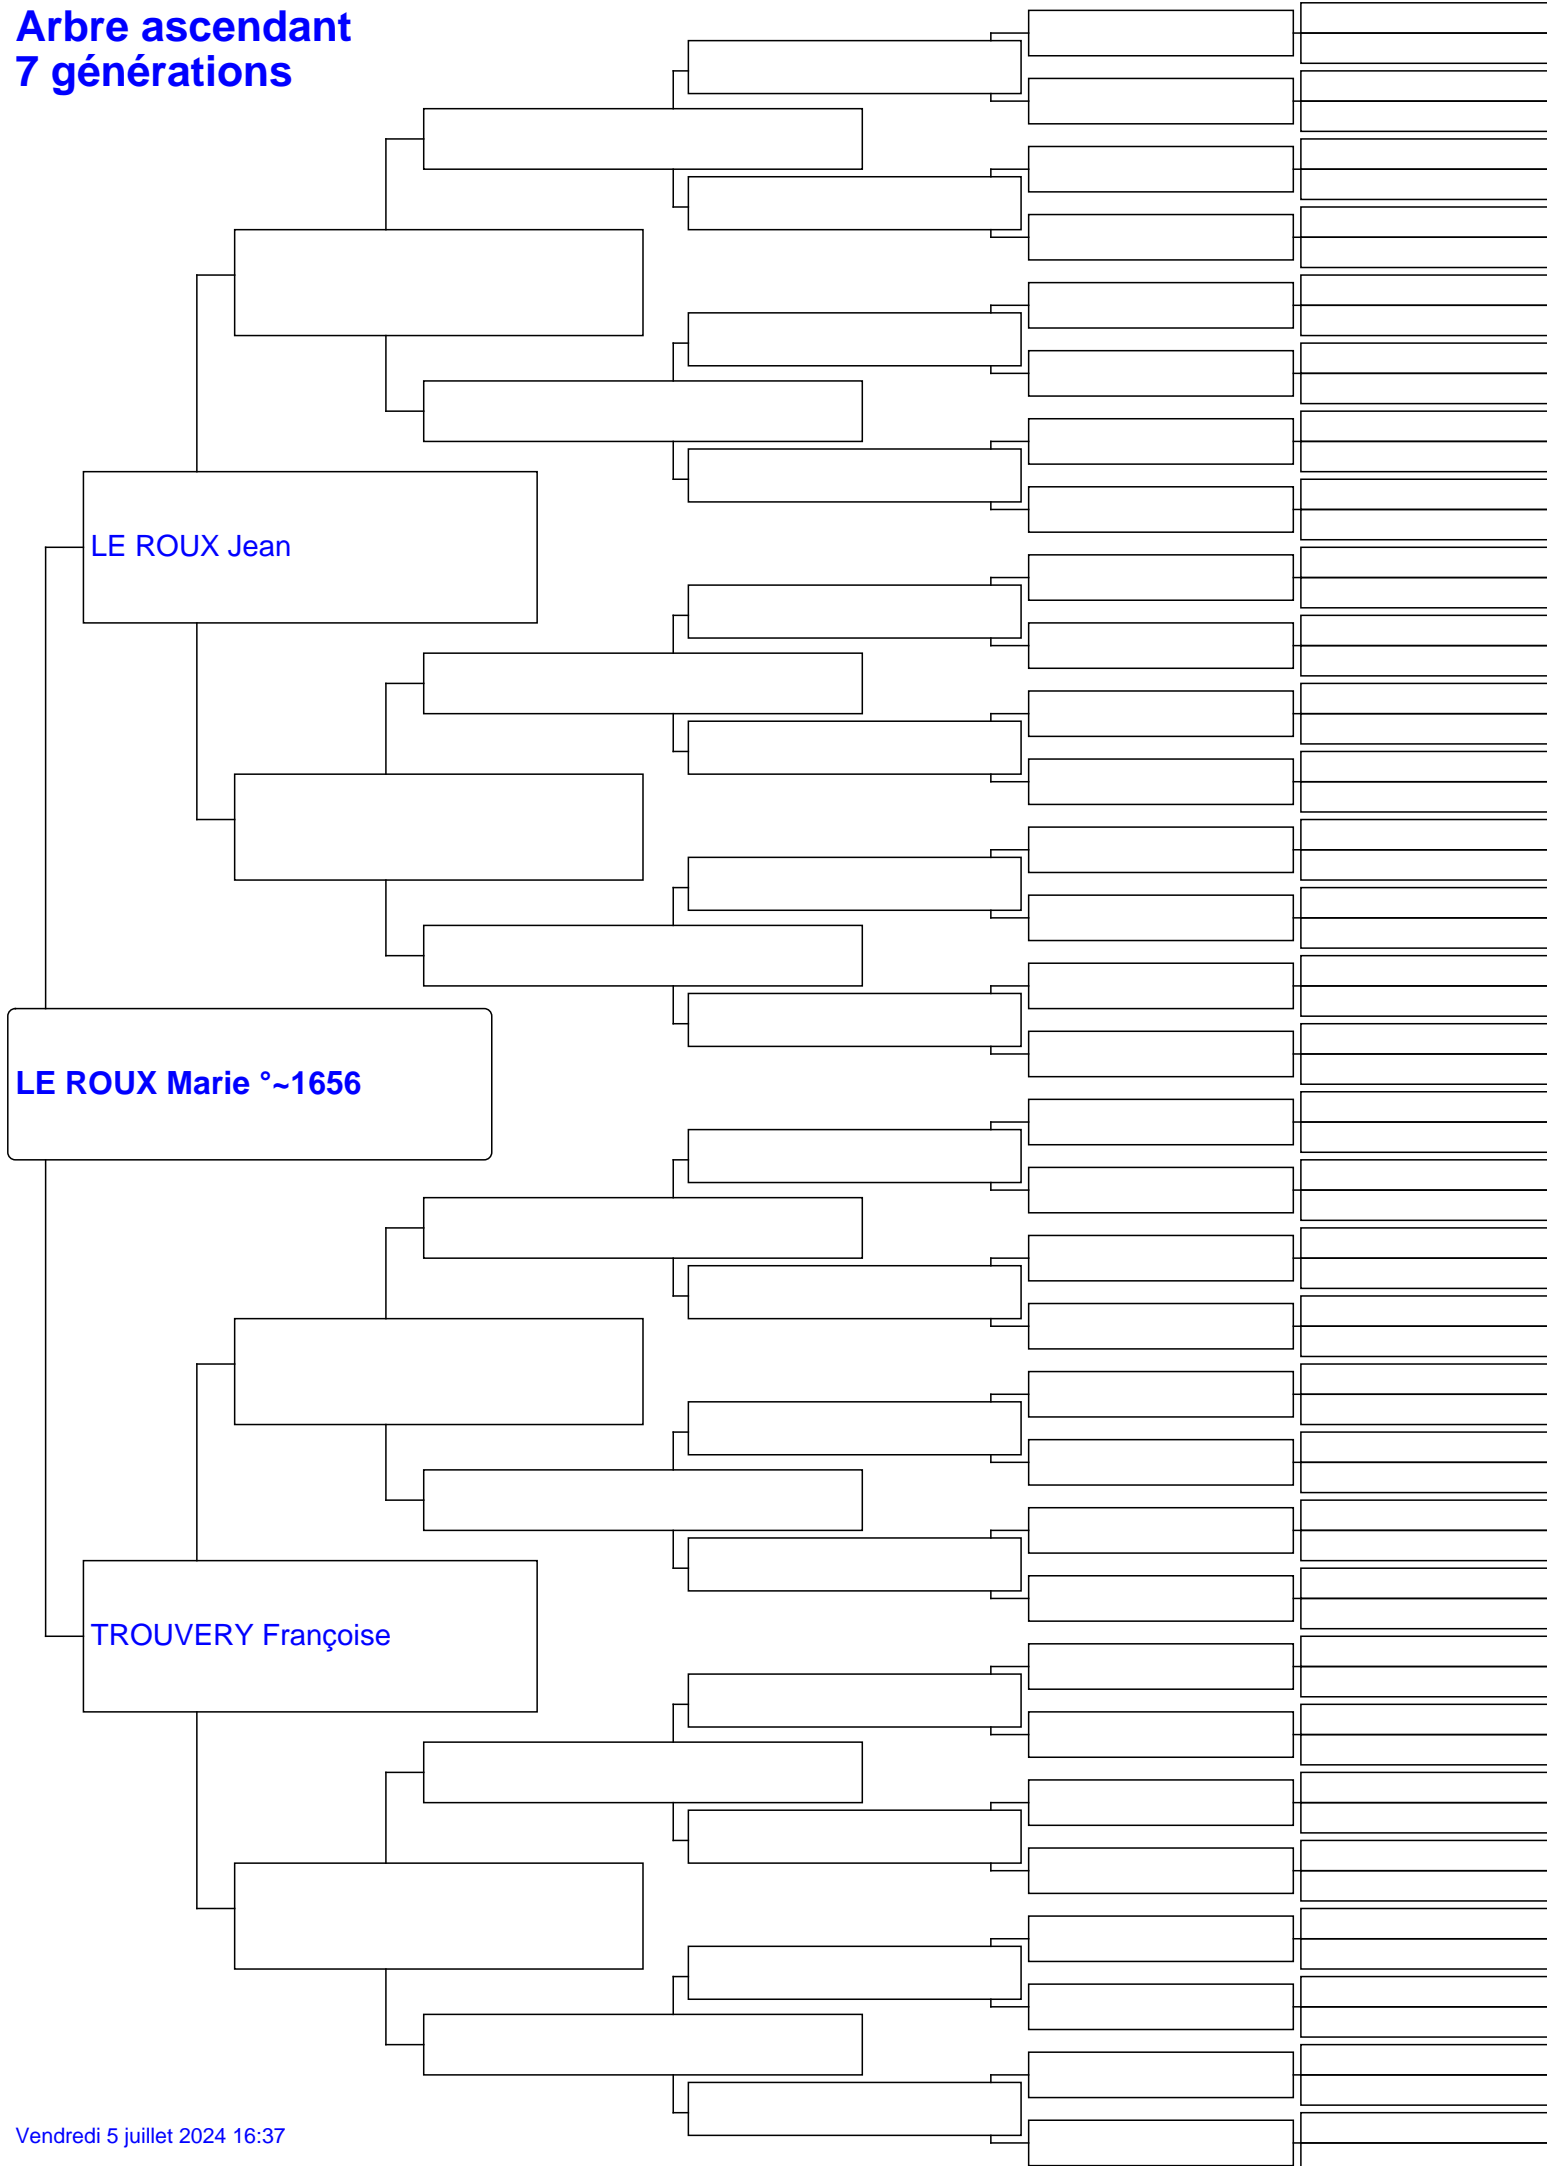 Arbre ascendant
7 générations
LE ROUX Jean
LE ROUX Marie °~1656
TROUVERY Françoise
Vendredi 5 juillet 2024 16:37